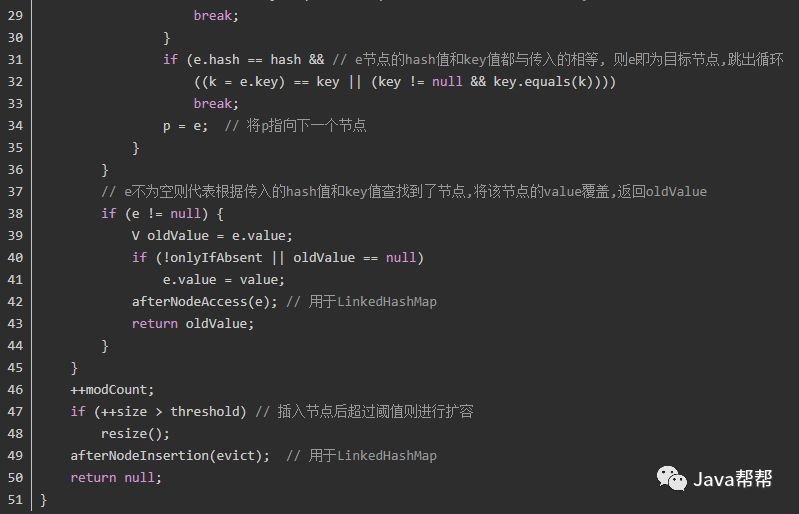 29 break;
30 }
31 if (e.hash == hash && // e节点的hash值和key值都与传入的相等, 则e即为目标节点,跳出循环
32 ((k = e.key) == key || (key != null && key.equals(k))))
33 break;
34 p = e; // 将p指向下一个节点
35 }
36 }
37 // e不为空则代表根据传入的hash值和key值查找到了节点,将该节点的value覆盖,返回oldValue
38 if (e != null) {
39 V oldValue = e.value;
40 if (!onlyIfAbsent || oldValue == null)
41 e.value = value;
42 afterNodeAccess(e); // 用于LinkedHashMap
43 return oldValue;
44 }
45 }
46 ++modCount;
47 if (++size > threshold) // 插入节点后超过阈值则进行扩容
48 resize();
49 afterNodeInsertion(evict); // 用于LinkedHashMap
50 return null;
51 }
Java帮帮